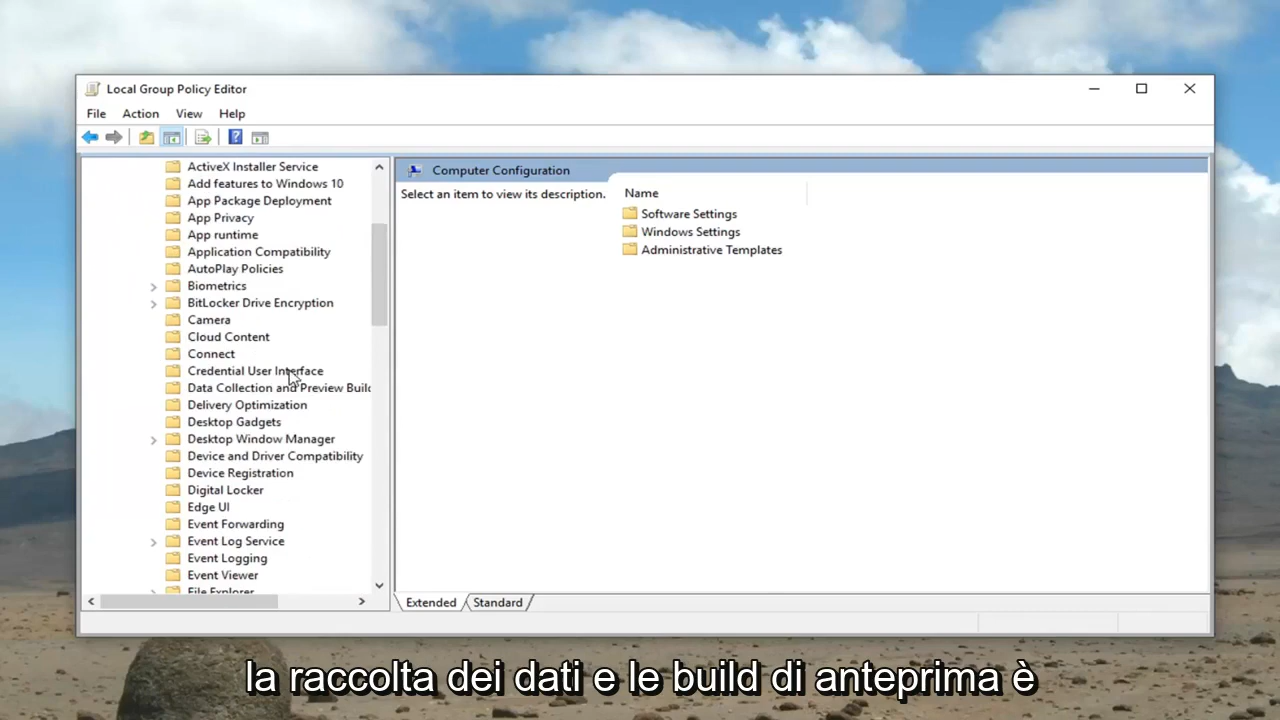 Local Group Policy Editor
File Action View Help
ActiveX Installer Service
Add features to Windows 10
App Package Deployment
App Privacy
App runtime
Application Compatibility
AutoPlay Policies
Biometrics
BitLocker Drive Encryption
Camera
Cloud Content
Connect
Credential User Interface
Data Collection and Preview Buil
Delivery Optimization
Desktop Gadgets
Desktop Window Manager
Device and Driver Compatibility
Device Registration
Digital Locker
Edge UI
Event Forwarding
Event Log Service
Event Logging
Event Viewer
File Explorer
Computer Configuration
Select an item to view its description.
Name
Software Settings
Windows Settings
Administrative Templates
Extended Standard
la raccolta dei dati e le build di anteprima è